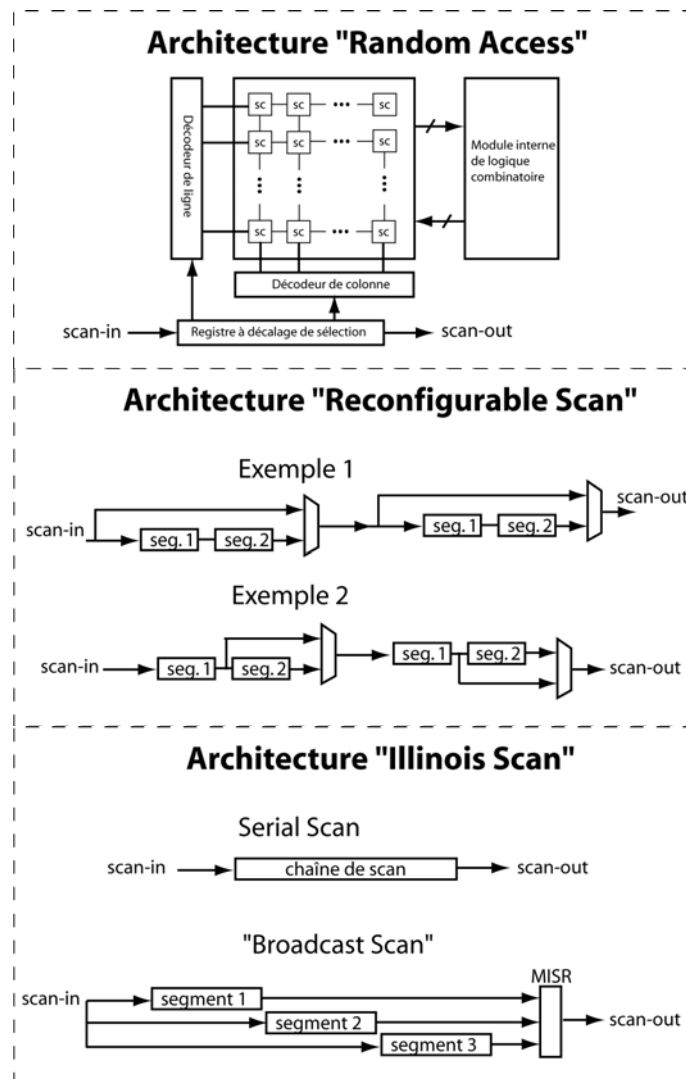 Architecture "Random Access"
Décodeur de ligne
sc sc ••• sc
sc sc ••• sc
sc sc ••• sc
Module interne
de logique
combinatoire
Décodeur de colonne
scan-in
Registre à décalage de sélection
scan-out
Architecture "Reconfigurable Scan"
Exemple 1
scan-in
seg. 1
seg. 2
seg. 1
seg. 2
scan-out
Exemple 2
scan-in
seg. 1
seg. 2
seg. 1
seg. 2
scan-out
Architecture "Illinois Scan"
Serial Scan
scan-in
chaîne de scan
scan-out
"Broadcast Scan"
MISR
scan-in
segment 1
segment 2
segment 3
scan-out